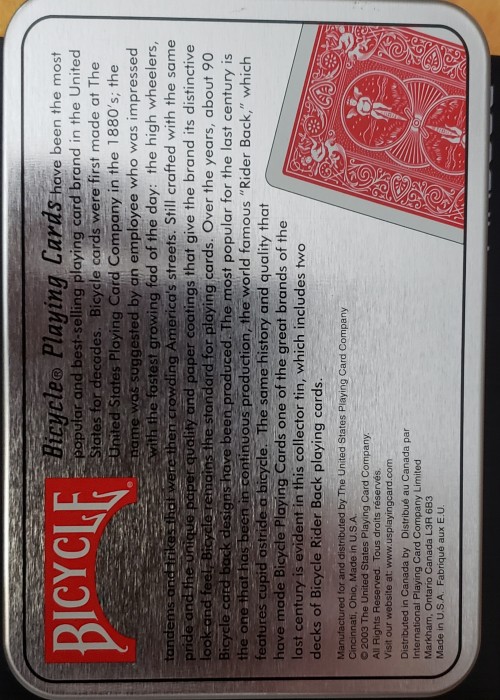 BICYCLE®
Bicycle® Playing Cards have been the most
popular and best-selling playing card brand in the United
States for decades. Bicycle cards were first made at The
United States Playing Card Company in the 1880's; the
name was suggested by an employee who was impressed
with the fastest growing fad of the day: the high wheelers,
tandems and trikes that were then crowding America's streets. Still crafted with the same
pride and the unique paper quality and paper coatings that give the brand its distinctive
look and feel, Bicycle remains the standard for playing cards. Over the years, about 90
Bicycle card back designs have been produced. The most popular for the last century is
the one that has been in continuous production, the world famous "Rider Back," which
features cupid astride a bicycle. The same history and quality that
have made Bicycle Playing Cards one of the great brands of the
last century is evident in this collector tin, which includes two
decks of Bicycle Rider Back playing cards.
Manufactured for and distributed by The United States Playing Card Company
Cincinnati, Ohio, Made in U.S.A.
© 2003 The United States Playing Card Company.
All Rights Reserved. Tous droits réservés.
Visit our website at: www.usplayingcard.com
Distributed in Canada by Distribué au Canada par
International Playing Card Company Limited
Markham, Ontario Canada L3R 6B3
Made in U.S.A. Fabriqué aux E.U.